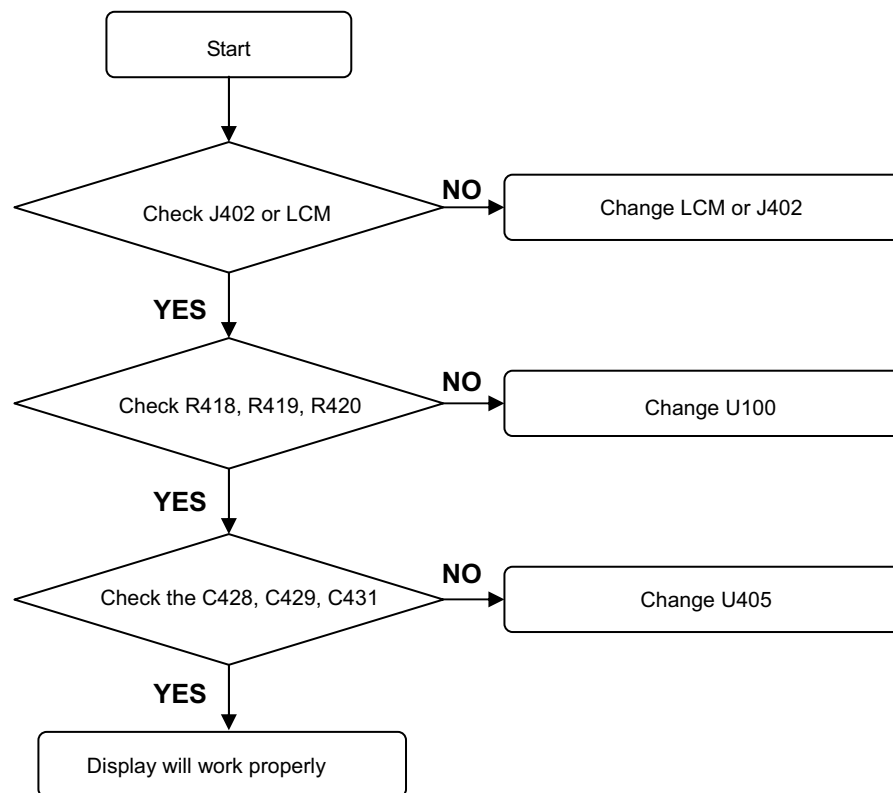 Start
Check J402 or LCM
NO
Change LCM or J402
YES
Check R418, R419, R420
NO
Change U100
YES
Check the C428, C429, C431
NO
Change U405
YES
Display will work properly